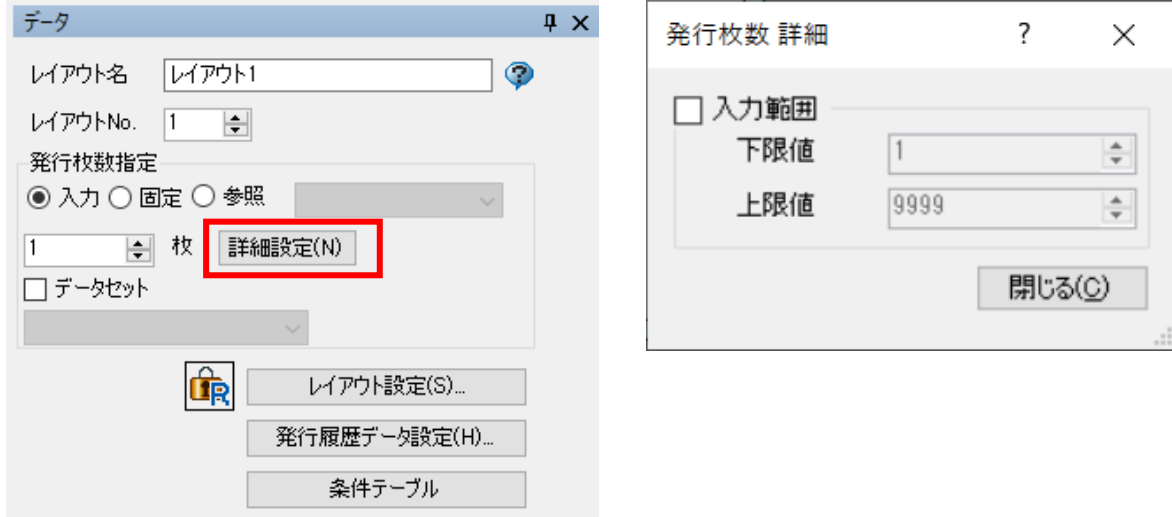 データ
レイアウト名 レイアウト1
レイアウトNo. 1
発行枚数指定
入力 固定 参照
1 枚 詳細設定(N)
データセット
レイアウト設定(S)...
発行履歴データ設定(H)...
条件テーブル
発行枚数 詳細 ?
入力範囲
下限値 1
上限値 9999
閉じる(C)